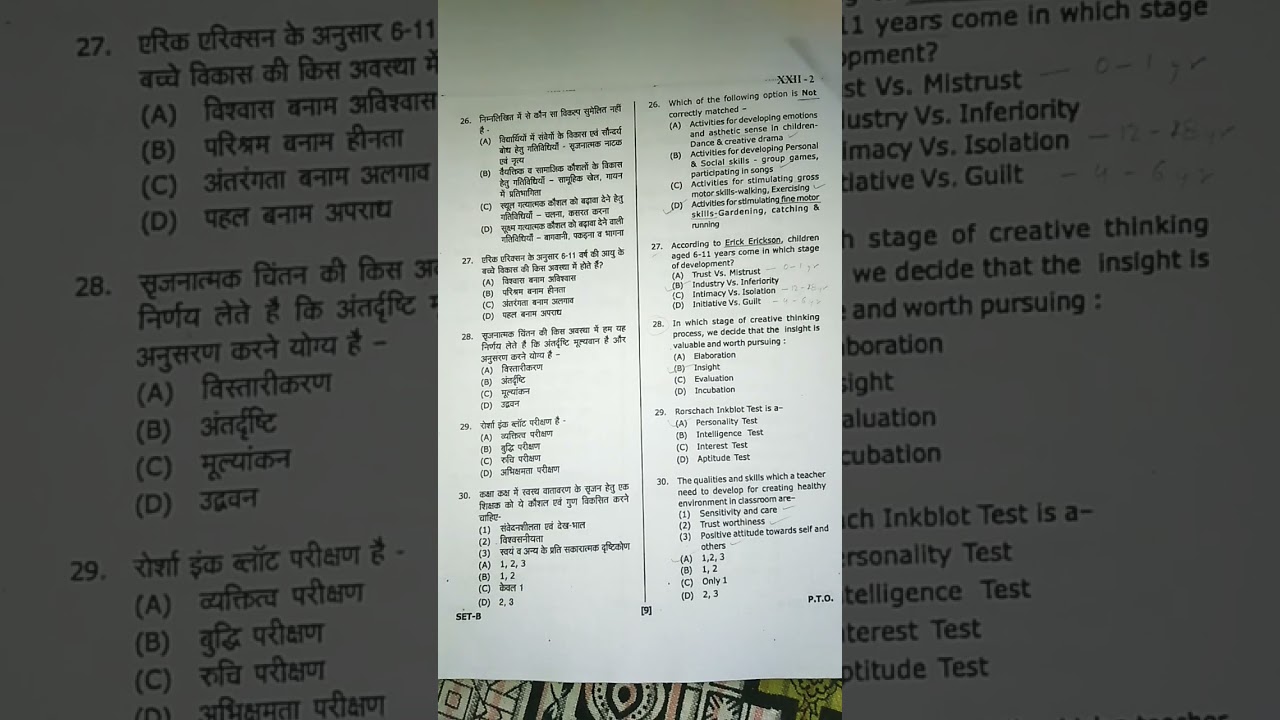 XXII - 2
26. निम्नलिखित में से कौन सा विकल्प सुमेलित नहीं
है -
(A) विद्यार्थियों में संवेगों के विकास एवं सौन्दर्य
बोध हेतु गतिविधियाँ - सृजनात्मक नाटक
एवं नृत्य
(B) वैयक्तिक व सामाजिक कौशलों के विकास
हेतु गतिविधियाँ – सामूहिक खेल, गायन
में प्रतिभागिता
(C) स्थूल गत्यात्मक कौशल को बढ़ावा देने हेतु
गतिविधियाँ – चलना, कसरत करना
(D) सूक्ष्म गत्यात्मक कौशल को बढ़ावा देने वाली
गतिविधियाँ – बागवानी, पकड़ना व भागना
27. एरिक एरिक्सन के अनुसार 6-11 वर्ष की आयु के
बच्चे विकास की किस अवस्था में होते हैं?
(A) विश्वास बनाम अविश्वास
(B) परिश्रम बनाम हीनता
(C) अंतरंगता बनाम अलगाव
(D) पहल बनाम अपराध
28. सृजनात्मक चिंतन की किस अवस्था में हम यह
निर्णय लेते है कि अंतर्दृष्टि मूल्यवान है और
अनुसरण करने योग्य है –
(A) विस्तारीकरण
(B) अंतर्दृष्टि
(C) मूल्यांकन
(D) उद्भवन
29. रोर्शा इंक ब्लॉट परीक्षण है -
(A) व्यक्तित्व परीक्षण
(B) बुद्धि परीक्षण
(C) रुचि परीक्षण
(D) अभिक्षमता परीक्षण
30. कक्षा कक्ष में स्वस्थ वातावरण के सृजन हेतु एक
शिक्षक को ये कौशल एवं गुण विकसित करने
चाहिए-
(1) संवेदनशीलता एवं देख-भाल
(2) विश्वसनीयता
(3) स्वयं व अन्य के प्रति सकारात्मक दृष्टिकोण
(A) 1, 2, 3
(B) 1, 2
(C) केवल 1
(D) 2, 3
SET-B
26. Which of the following option is Not
correctly matched –
(A) Activities for developing emotions
and asthetic sense in children-
Dance & creative drama
(B) Activities for developing Personal
& Social skills - group games,
participating in songs
(C) Activities for stimulating gross
motor skills-walking, Exercising
(D) Activities for stimulating fine motor
skills-Gardening, catching &
running
27. According to Erick Erickson, children
aged 6-11 years come in which stage
of development?
(A) Trust Vs. Mistrust — 0-1 yr
(B) Industry Vs. Inferiority
(C) Intimacy Vs. Isolation — 12-28 yr
(D) Initiative Vs. Guilt — 4-6 yr
28. In which stage of creative thinking
process, we decide that the insight is
valuable and worth pursuing :
(A) Elaboration
(B) Insight
(C) Evaluation
(D) Incubation
29. Rorschach Inkblot Test is a–
(A) Personality Test
(B) Intelligence Test
(C) Interest Test
(D) Aptitude Test
30. The qualities and skills which a teacher
need to develop for creating healthy
environment in classroom are–
(1) Sensitivity and care
(2) Trust worthiness
(3) Positive attitude towards self and
others
(A) 1,2, 3
(B) 1, 2
(C) Only 1
(D) 2, 3
[9]
P.T.O.